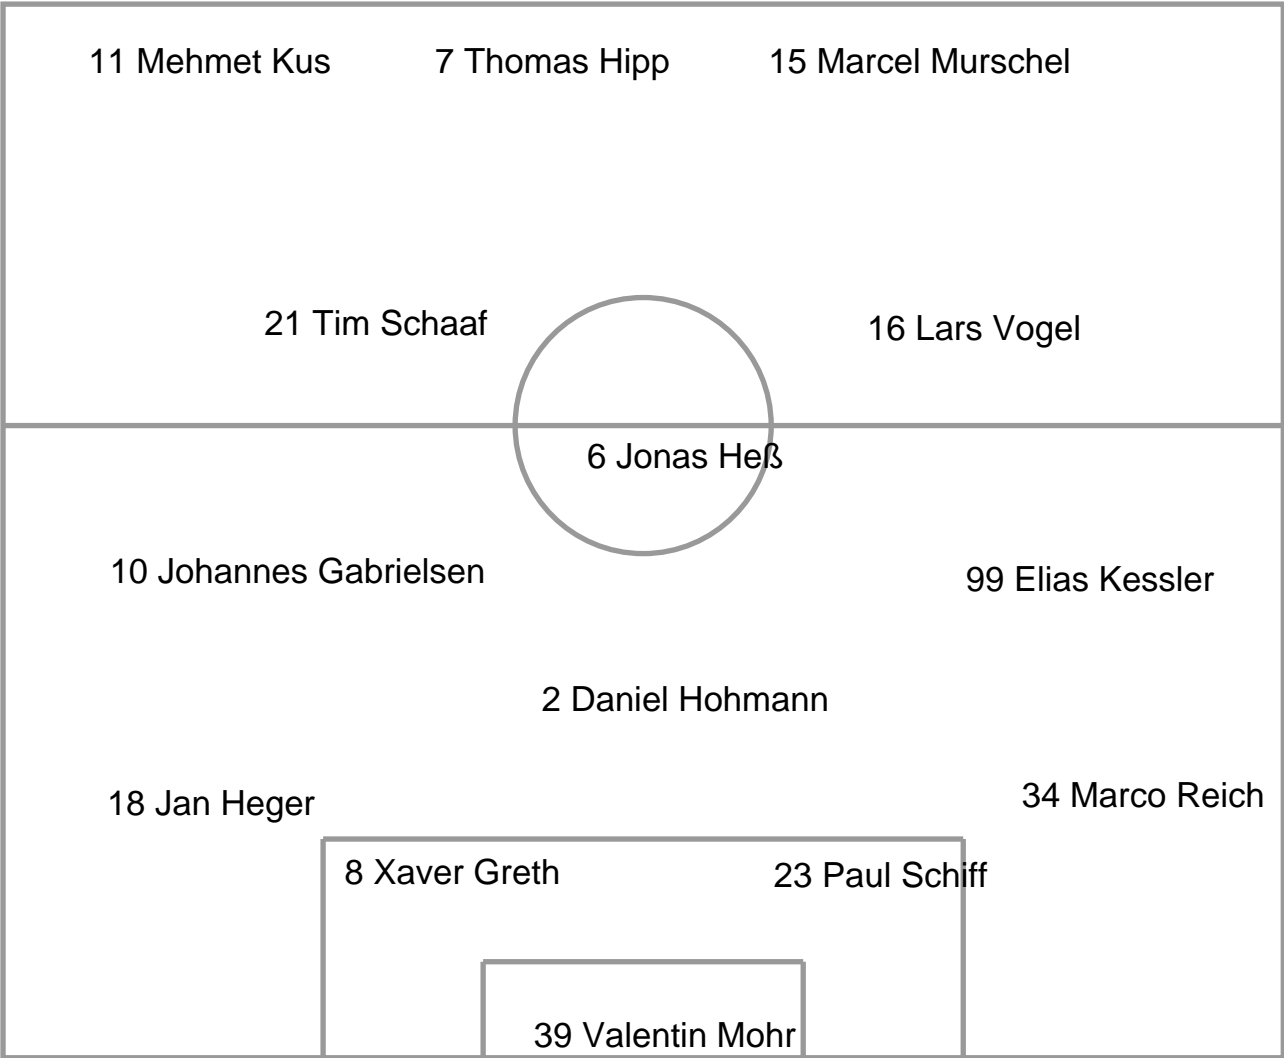 11 Mehmet Kus
7 Thomas Hipp
15 Marcel Murschel
21 Tim Schaaf
16 Lars Vogel
6 Jonas Heß
10 Johannes Gabrielsen
99 Elias Kessler
2 Daniel Hohmann
18 Jan Heger
34 Marco Reich
8 Xaver Greth
23 Paul Schiff
39 Valentin Mohr